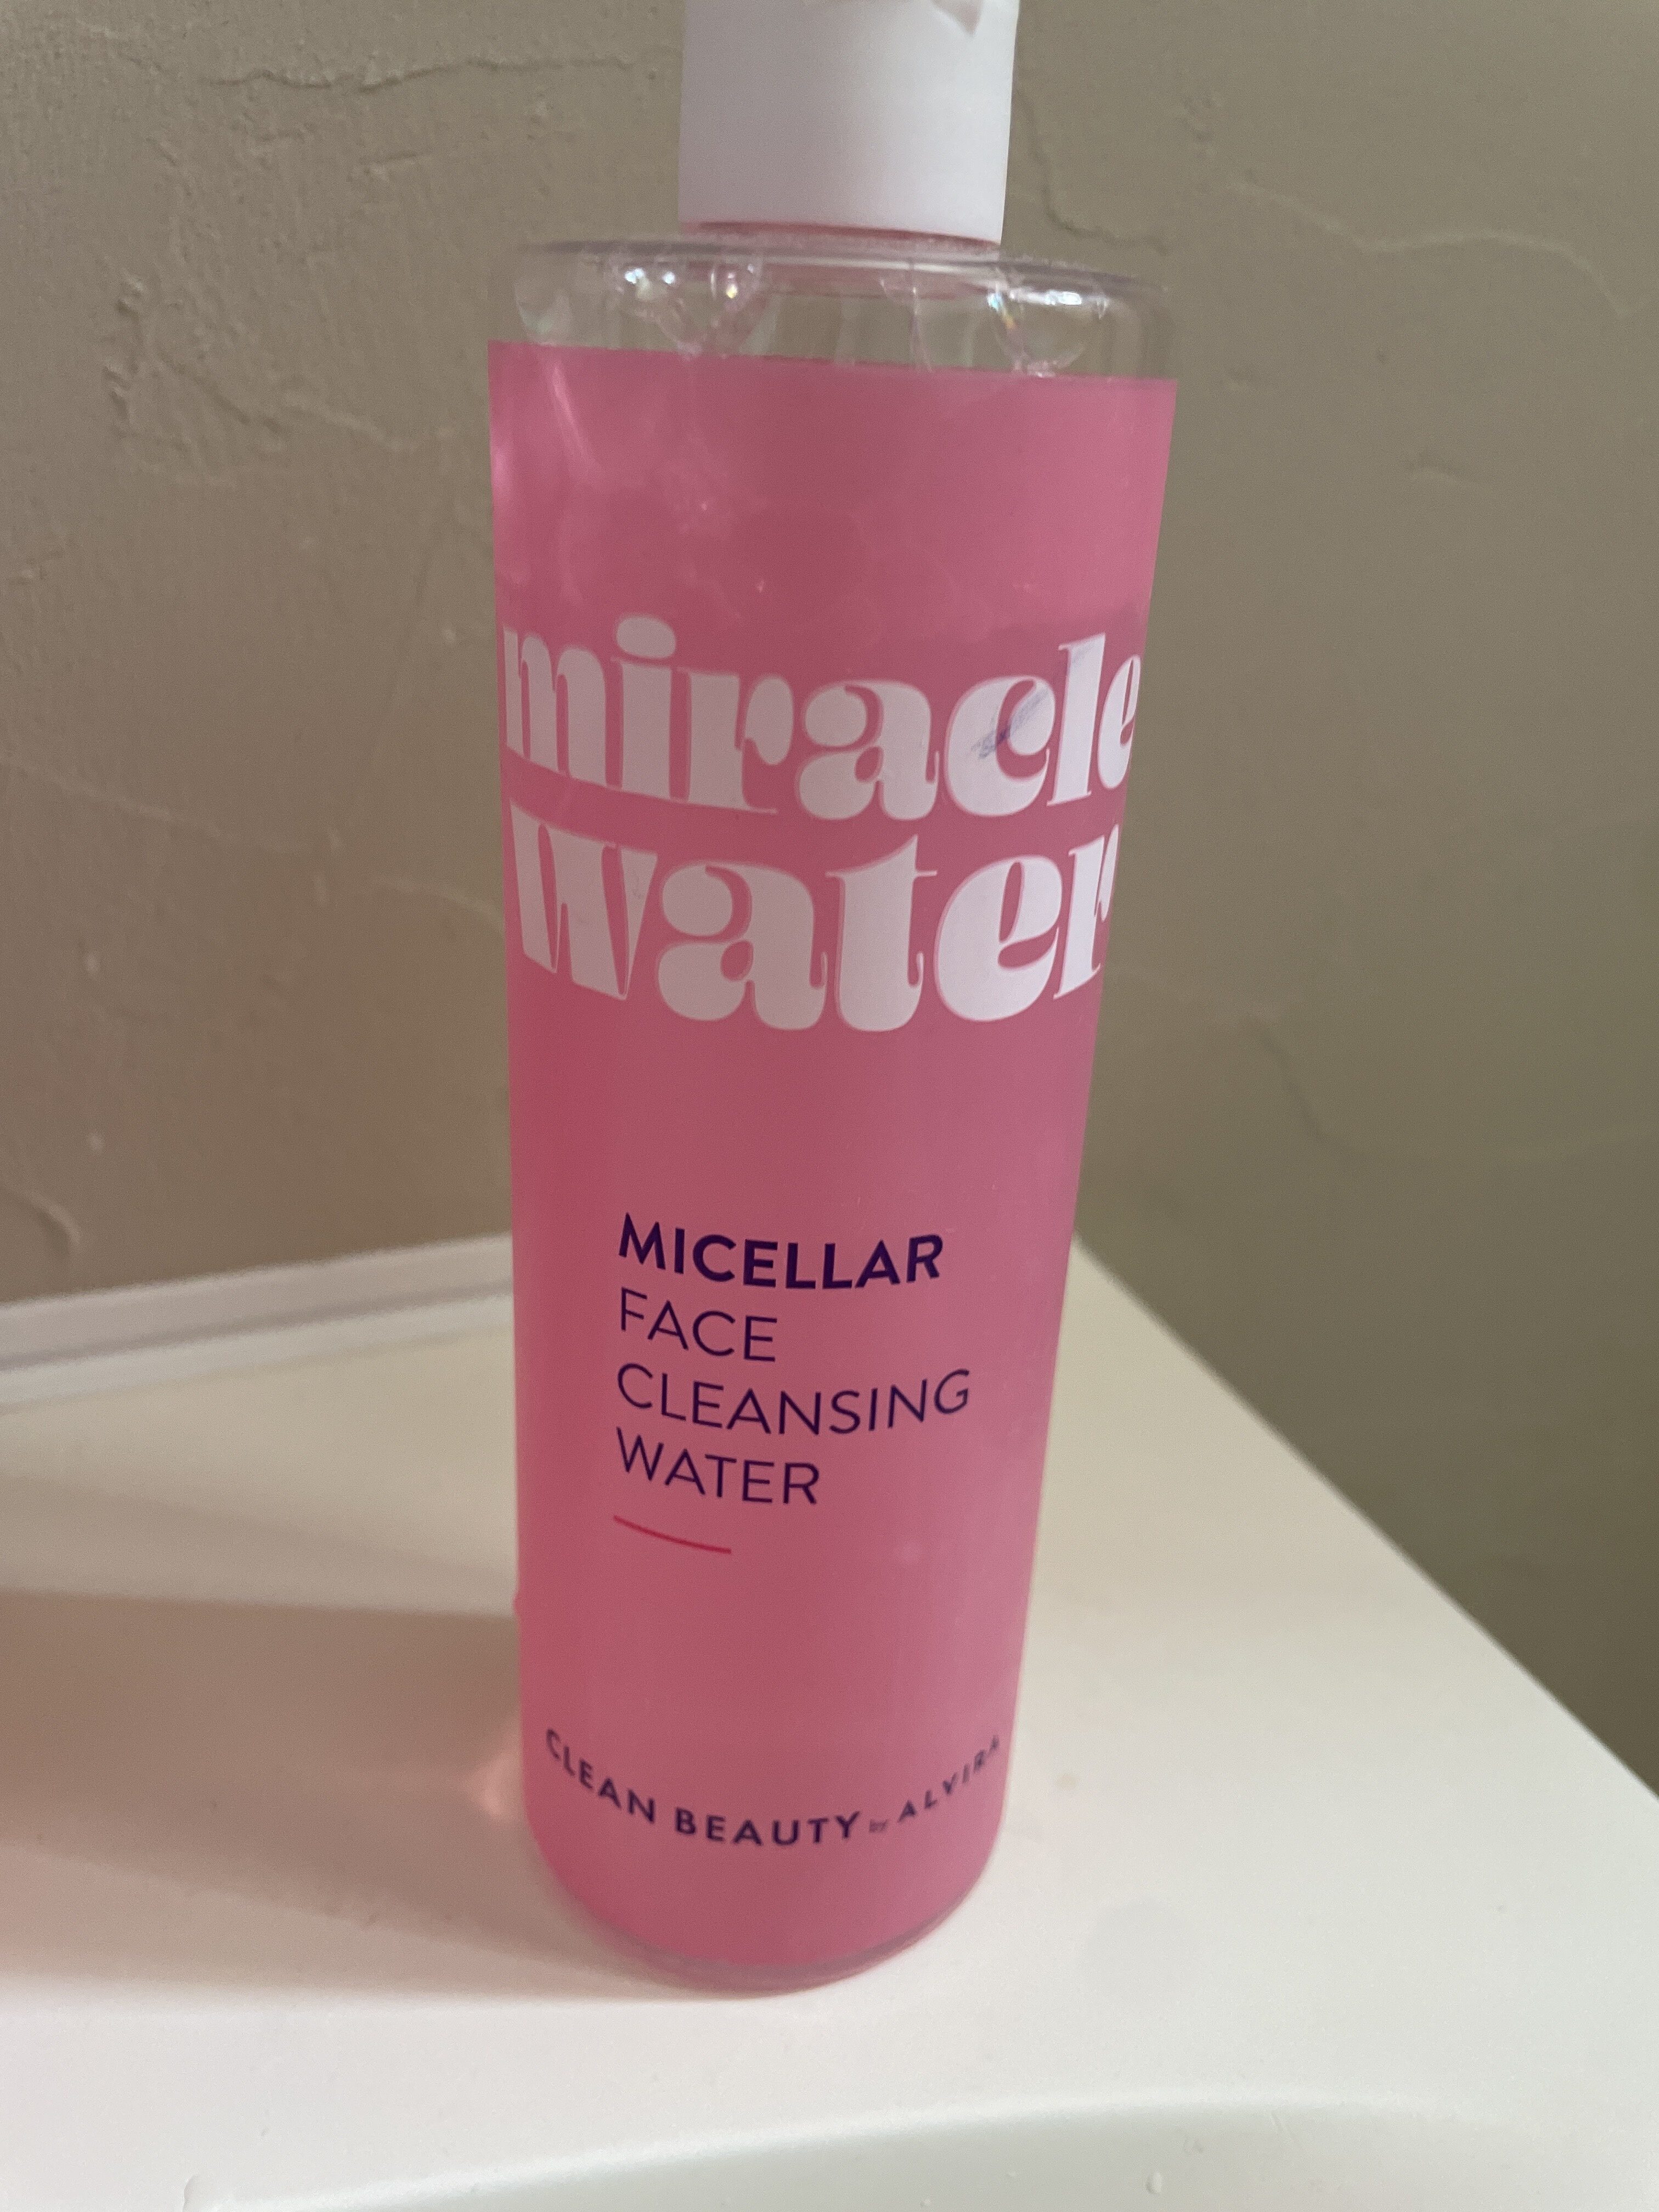 miracle
water
MICELLAR
FACE
CLEANSING
WATER
CLEAN BEAUTY by ALVIRA